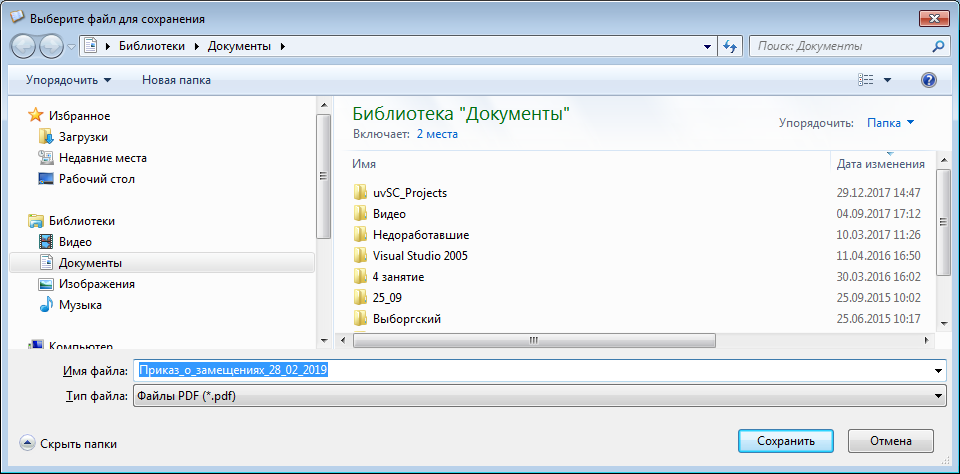 Выберите файл для сохранения
Библиотеки Документы
Поиск: Документы
Упорядочить Новая папка
Избранное
Загрузки
Недавние места
Рабочий стол
Библиотеки
Видео
Документы
Изображения
Музыка
Компьютер
Библиотека "Документы"
Включает: 2 места
Упорядочить: Папка
Имя Дата изменения
uvSC_Projects 29.12.2017 14:47
Видео 04.09.2017 17:12
Недоработавшие 10.03.2017 11:26
Visual Studio 2005 11.04.2016 16:50
4 занятие 30.03.2016 16:02
25_09 25.09.2015 10:02
Выборгский 25.06.2015 10:17
Имя файла: Приказ_о_замещениях_28_02_2019
Тип файла: Файлы PDF (*.pdf)
Скрыть папки
Сохранить Отмена